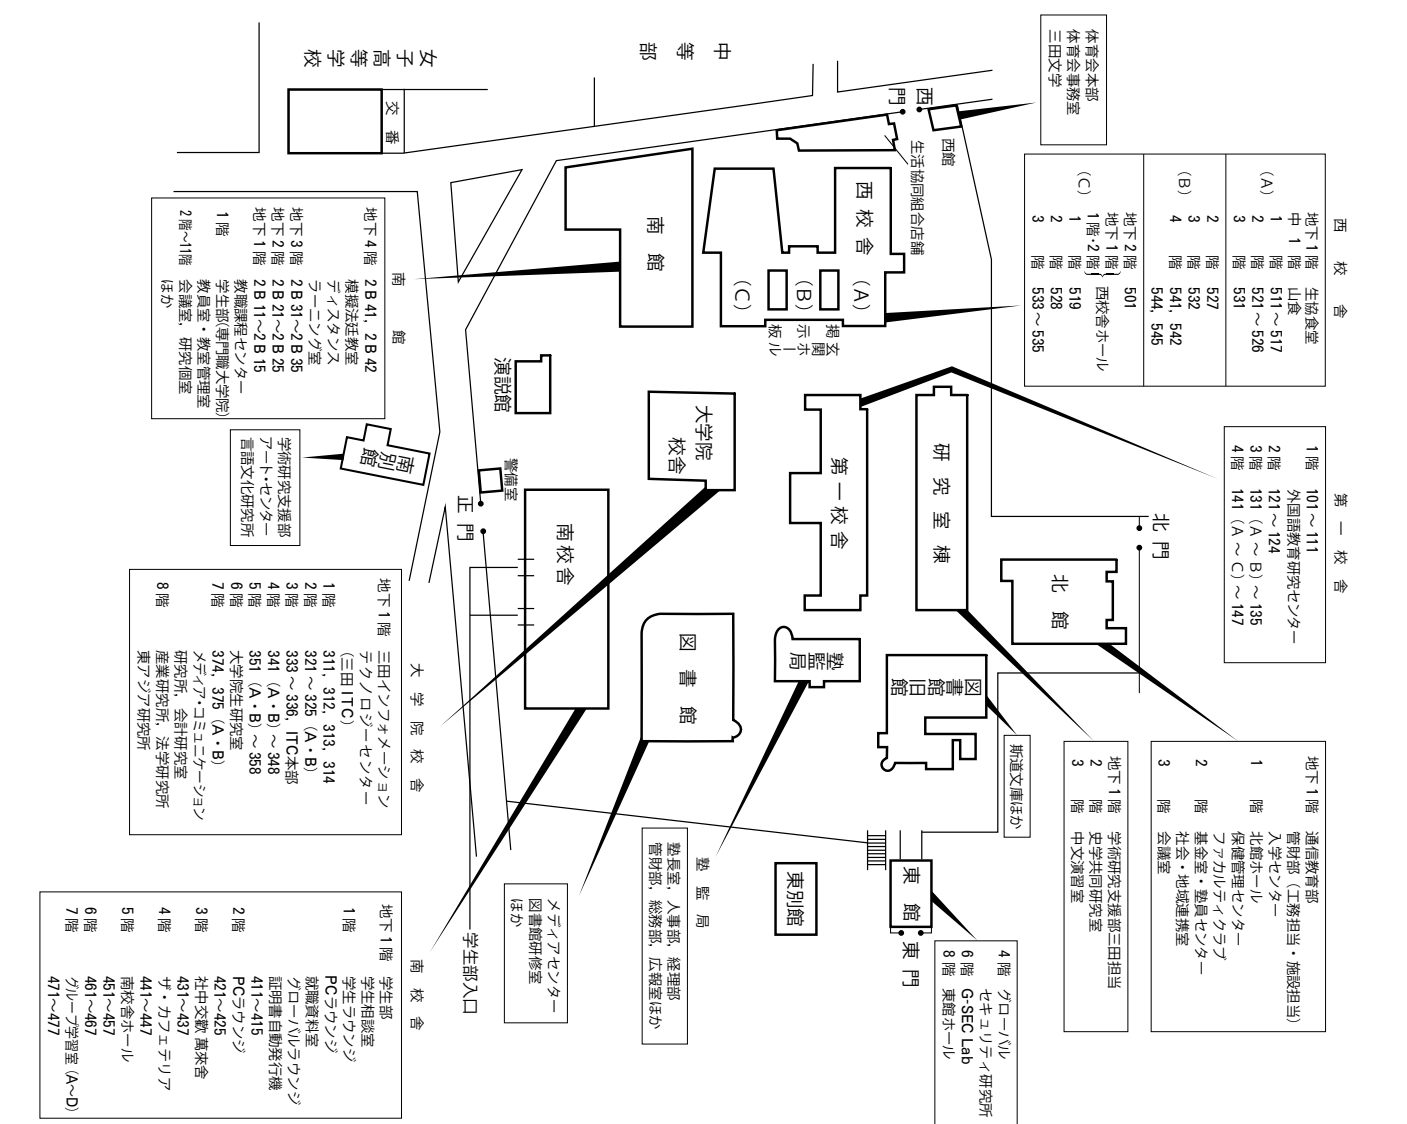 女子高等学校
中等部
交番
西門
西館
体育会本部
体育会事務室
三田文学
生活協同組合店舗
西校舎
(A)
(B)
(C)
玄関ホール
掲示板
南館
演説館
大学院
校舎
第一校舎
研究室棟
北門
北館
南別館
警備室
正門
南校舎
図書館
塾監局
図書館旧館
東別館
東館
東門
学生部入口
西校舎
(A)
地下1階 生協食堂
中1階 山食
1階 511～517
2階 521～526
3階 531
(B)
2階 527
3階 532
4階 541, 542
544, 545
(C)
地下2階 501
地下1階
1階・2階} 西校舎ホール
1階 519
2階 528
3階 533～535
南館
地下4階 2B41, 2B42
模擬法廷教室
ディスタンス
ラーニング室
地下3階 2B31～2B35
地下2階 2B21～2B25
地下1階 2B11～2B15
教職課程センター
1階 学生部(専門職大学院)
教員室・教室管理室
2階～11階 会議室, 研究個室
ほか
学術研究支援部
アート・センター
言語文化研究所
第一校舎
1階 101～111
外国語教育研究センター
2階 121～124
3階 131(A～B)～135
4階 141(A～C)～147
大学院校舎
地下1階 三田インフォメーション
テクノロジーセンター
(三田ITC)
1階 311, 312, 313, 314
2階 321～325(A・B)
3階 333～336, ITC本部
4階 341(A・B)～348
5階 351(A・B)～358
6階 大学院生研究室
7階 374, 375(A・B)
メディア・コミュニケーション
研究所, 会計研究室
8階 産業研究所, 法学研究所
東アジア研究所
地下1階 通信教育部
管財部(工務担当・施設担当)
入学センター
1階 北館ホール
保健管理センター
ファカルティクラブ
2階 基金室・塾員センター
社会・地域連携室
3階 会議室
地下1階 学術研究支援部三田担当
2階 史学共同研究室
3階 中文演習室
斯道文庫ほか
塾監局
塾長室, 人事部, 経理部
管財部, 総務部, 広報室ほか
メディアセンター
図書館研修室
ほか
4階 グローバル
セキュリティ研究所
6階 G-SEC Lab
8階 東館ホール
南校舎
地下1階 学生部
学生相談室
1階 学生ラウンジ
PCラウンジ
就職資料室
グローバルラウンジ
証明書自動発行機
411～415
2階 PCラウンジ
421～425
3階 社中交歡 萬來舍
431～437
4階 ザ・カフェテリア
441～447
5階 南校舎ホール
451～457
6階 461～467
7階 グループ学習室(A～D)
471～477